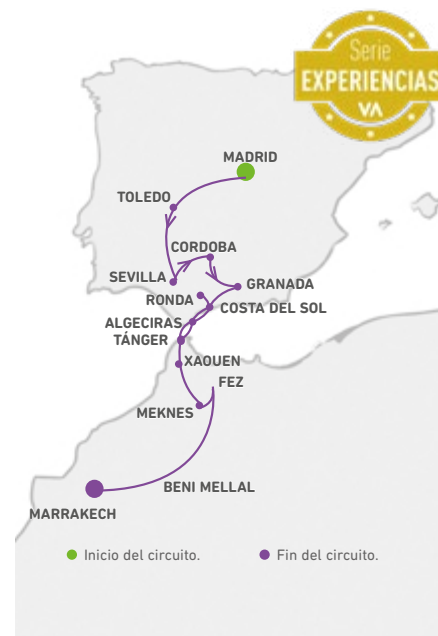 Serie
EXPERIENCIAS
VA
MADRID
TOLEDO
CORDOBA
SEVILLA
GRANADA
RONDA
COSTA DEL SOL
ALGECIRAS
TÁNGER
XAOUEN
FEZ
MEKNES
BENI MELLAL
MARRAKECH
Inicio del circuito.
Fin del circuito.